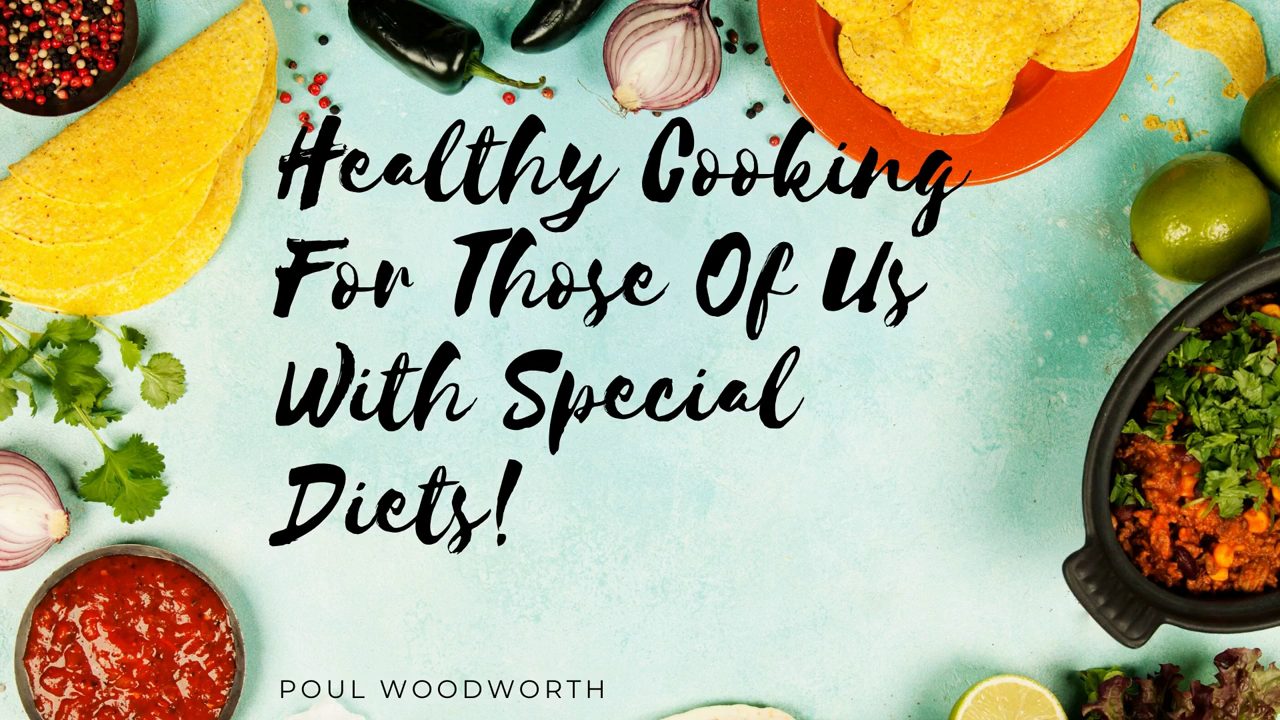 Healthy Cooking
For Those Of Us
With Special
Diets!
POUL WOODWORTH